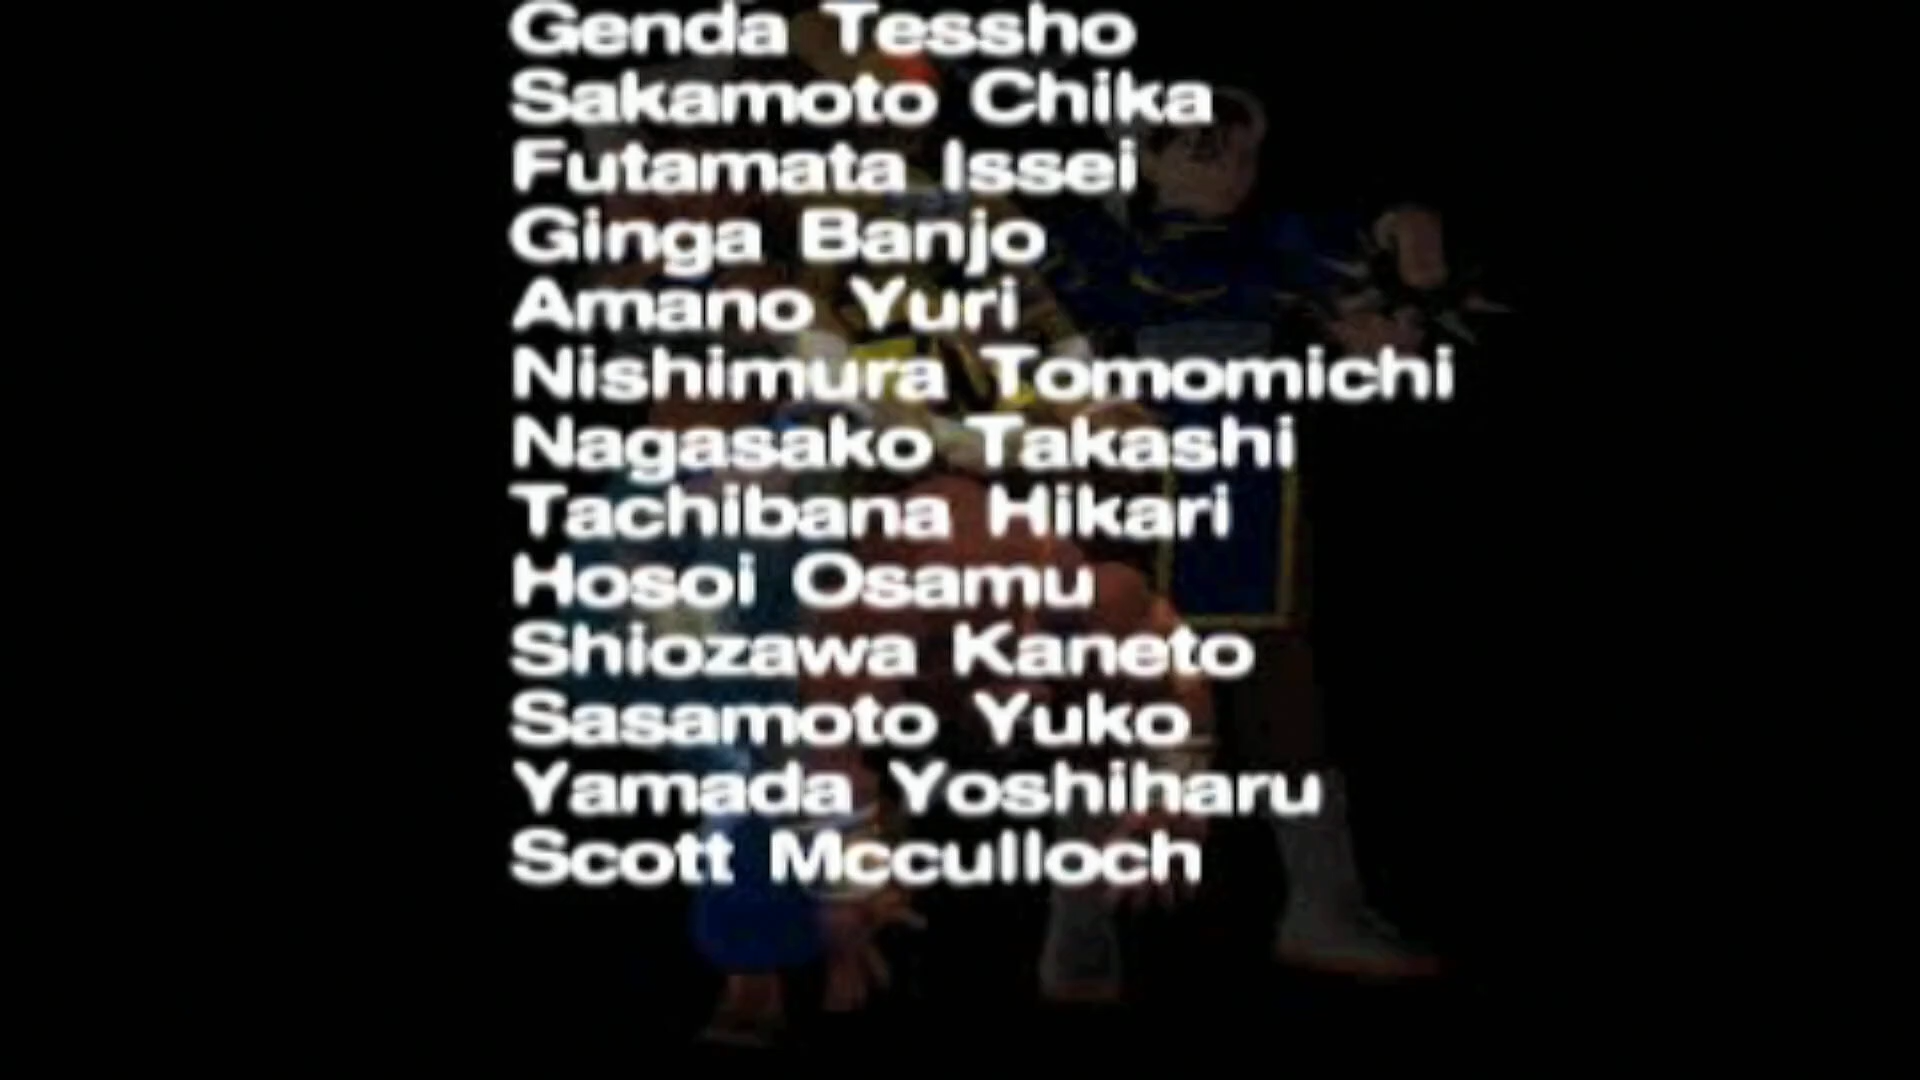 Genda Tessho
Sakamoto Chika
Futamata Issei
Ginga Banjo
Amano Yuri
Nishimura Tomomichi
Nagasako Takashi
Tachibana Hikari
Hosoi Osamu
Shiozawa Kaneto
Sasamoto Yuko
Yamada Yoshiharu
Scott Mcculloch